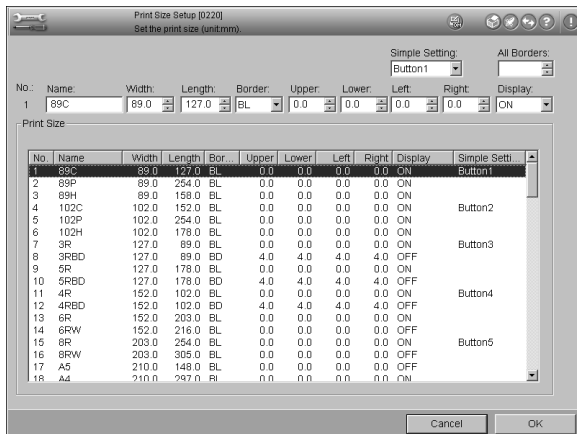 Print Size Setup [0220]
Set the print size (unit:mm).
Simple Setting: All Borders:
Button1
No.: Name: Width: Length: Border: Upper: Lower: Left: Right: Display:
1 89C 89.0 127.0 BL 0.0 0.0 0.0 0.0 ON
Print Size
No. Name Width Length Bor... Upper Lower Left Right Display Simple Setti...
1 89C 89.0 127.0 BL 0.0 0.0 0.0 0.0 ON Button1
2 89P 89.0 254.0 BL 0.0 0.0 0.0 0.0 ON
3 89H 89.0 158.0 BL 0.0 0.0 0.0 0.0 ON
4 102C 102.0 152.0 BL 0.0 0.0 0.0 0.0 ON Button2
5 102P 102.0 254.0 BL 0.0 0.0 0.0 0.0 ON
6 102H 102.0 178.0 BL 0.0 0.0 0.0 0.0 ON
7 3R 127.0 89.0 BL 0.0 0.0 0.0 0.0 ON Button3
8 3RBD 127.0 89.0 BD 4.0 4.0 4.0 4.0 OFF
9 5R 127.0 178.0 BL 0.0 0.0 0.0 0.0 ON
10 5RBD 127.0 178.0 BD 4.0 4.0 4.0 4.0 OFF
11 4R 152.0 102.0 BL 0.0 0.0 0.0 0.0 ON Button4
12 4RBD 152.0 102.0 BD 4.0 4.0 4.0 4.0 OFF
13 6R 152.0 203.0 BL 0.0 0.0 0.0 0.0 ON
14 6RW 152.0 216.0 BL 0.0 0.0 0.0 0.0 OFF
15 8R 203.0 254.0 BL 0.0 0.0 0.0 0.0 ON Button5
16 8RW 203.0 305.0 BL 0.0 0.0 0.0 0.0 OFF
17 A5 210.0 148.0 BL 0.0 0.0 0.0 0.0 OFF
18 A4 210.0 297.0 BL 0.0 0.0 0.0 0.0 ON
Cancel OK